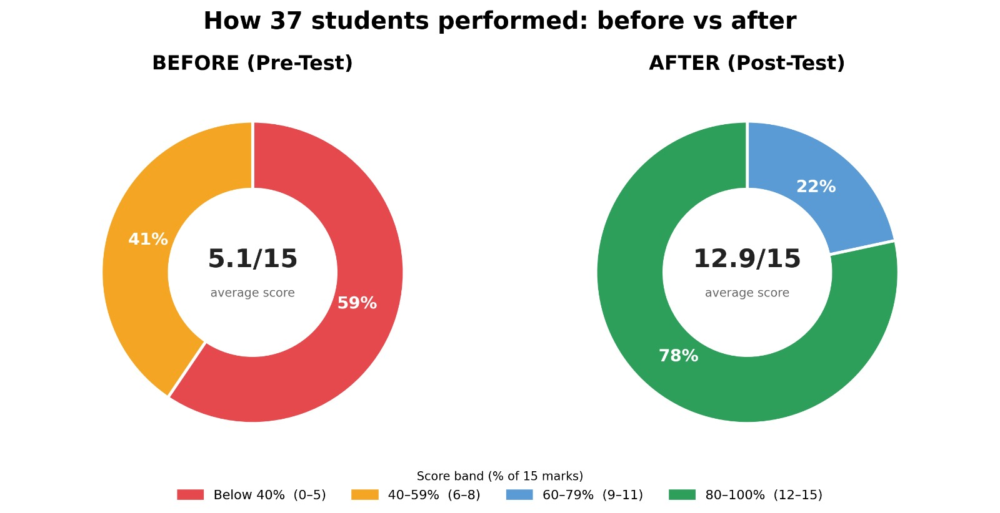 How 37 students performed: before vs after
BEFORE (Pre-Test)
AFTER (Post-Test)
41%
5.1/15
average score
59%
22%
12.9/15
average score
78%
Score band (% of 15 marks)
Below 40%  (0–5)
40–59%  (6–8)
60–79%  (9–11)
80–100%  (12–15)